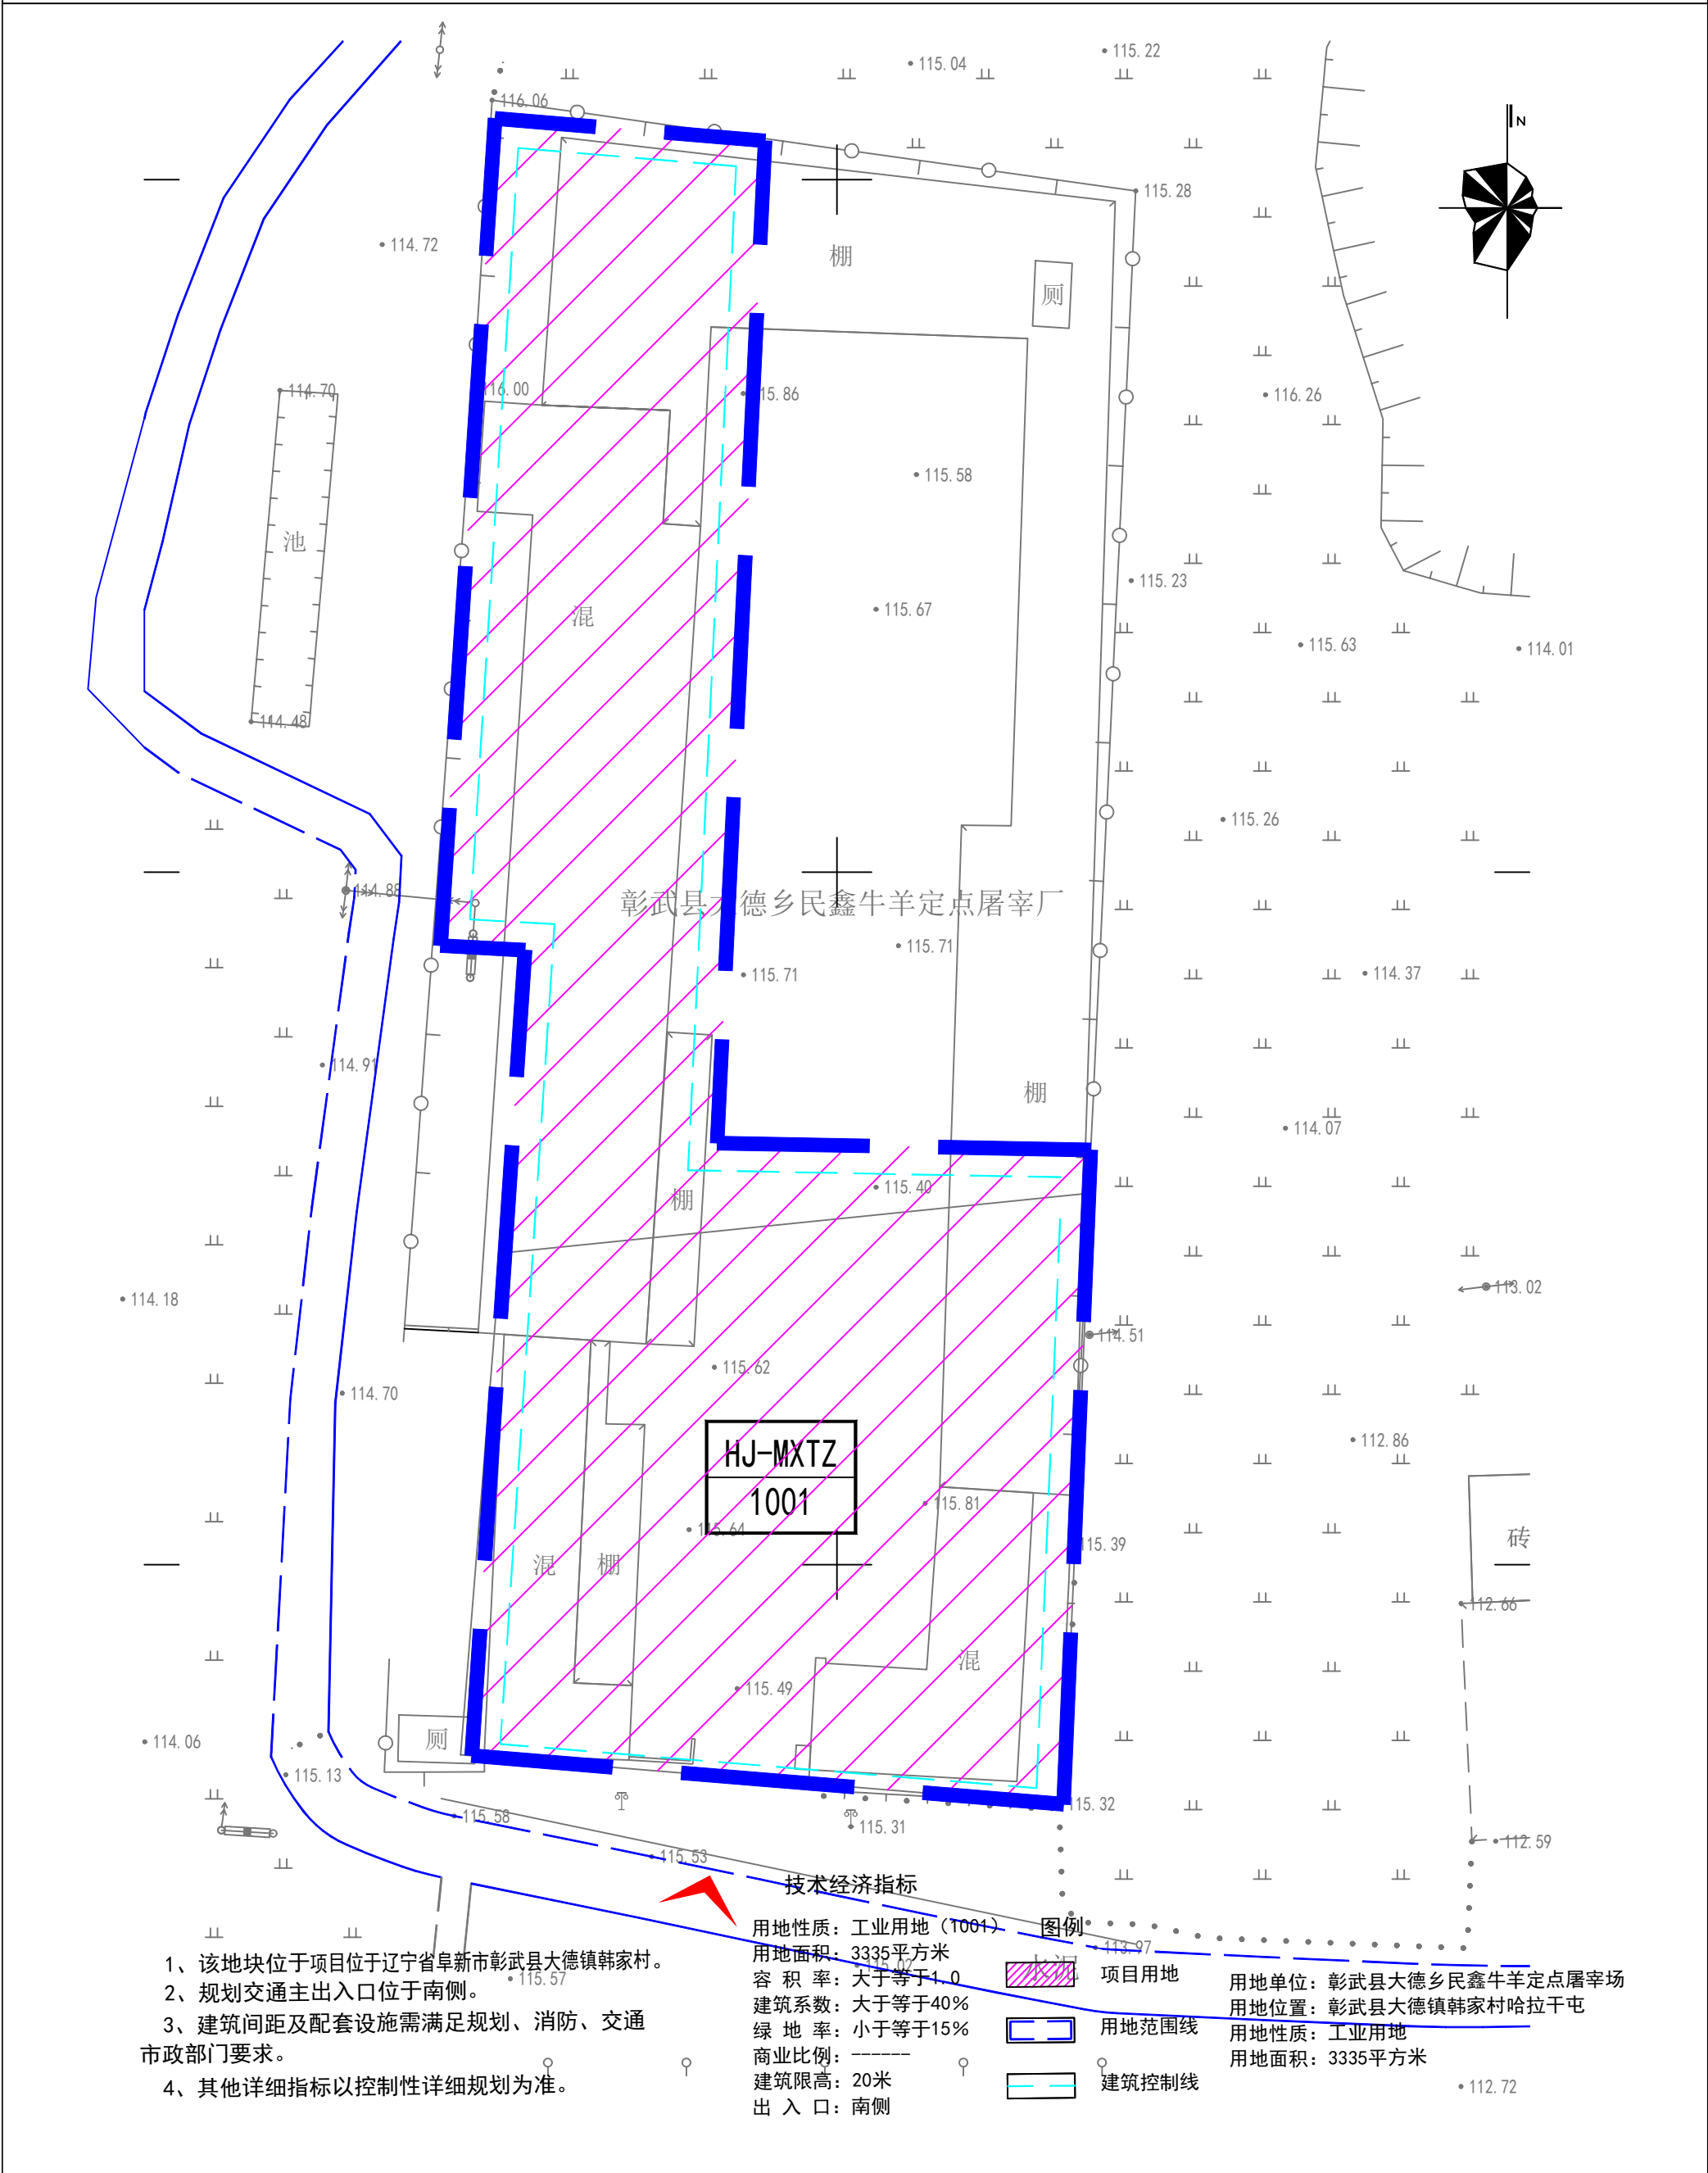 115.04
115.22
116.06
N
115.28
114.72
棚
厕
114.70
116.00
115.86
116.26
115.58
池
115.23
混
115.67
115.63
114.01
114.48
115.26
114.88
彰武县大德乡民鑫牛羊定点屠宰厂
115.71
115.71
114.37
114.91
棚
114.07
115.40
棚
114.18
113.02
114.51
115.62
114.70
HJ-MXTZ
1001
112.86
115.81
115.64
115.39
砖
混
棚
112.66
混
115.49
厕
114.06
115.13
115.58
115.32
115.31
112.59
115.53
113.97
115.02
水泥
115.57
112.72
1、该地块位于项目位于辽宁省阜新市彰武县大德镇韩家村。
2、规划交通主出入口位于南侧。
3、建筑间距及配套设施需满足规划、消防、交通
市政部门要求。
4、其他详细指标以控制性详细规划为准。
技术经济指标
用地性质：工业用地（1001）
用地面积：3335平方米
容 积 率：大于等于1.0
建筑系数：大于等于40%
绿 地 率：小于等于15%
商业比例：------
建筑限高：20米
出 入 口：南侧
图例
项目用地
用地范围线
建筑控制线
用地单位：彰武县大德乡民鑫牛羊定点屠宰场
用地位置：彰武县大德镇韩家村哈拉干屯
用地性质：工业用地
用地面积：3335平方米